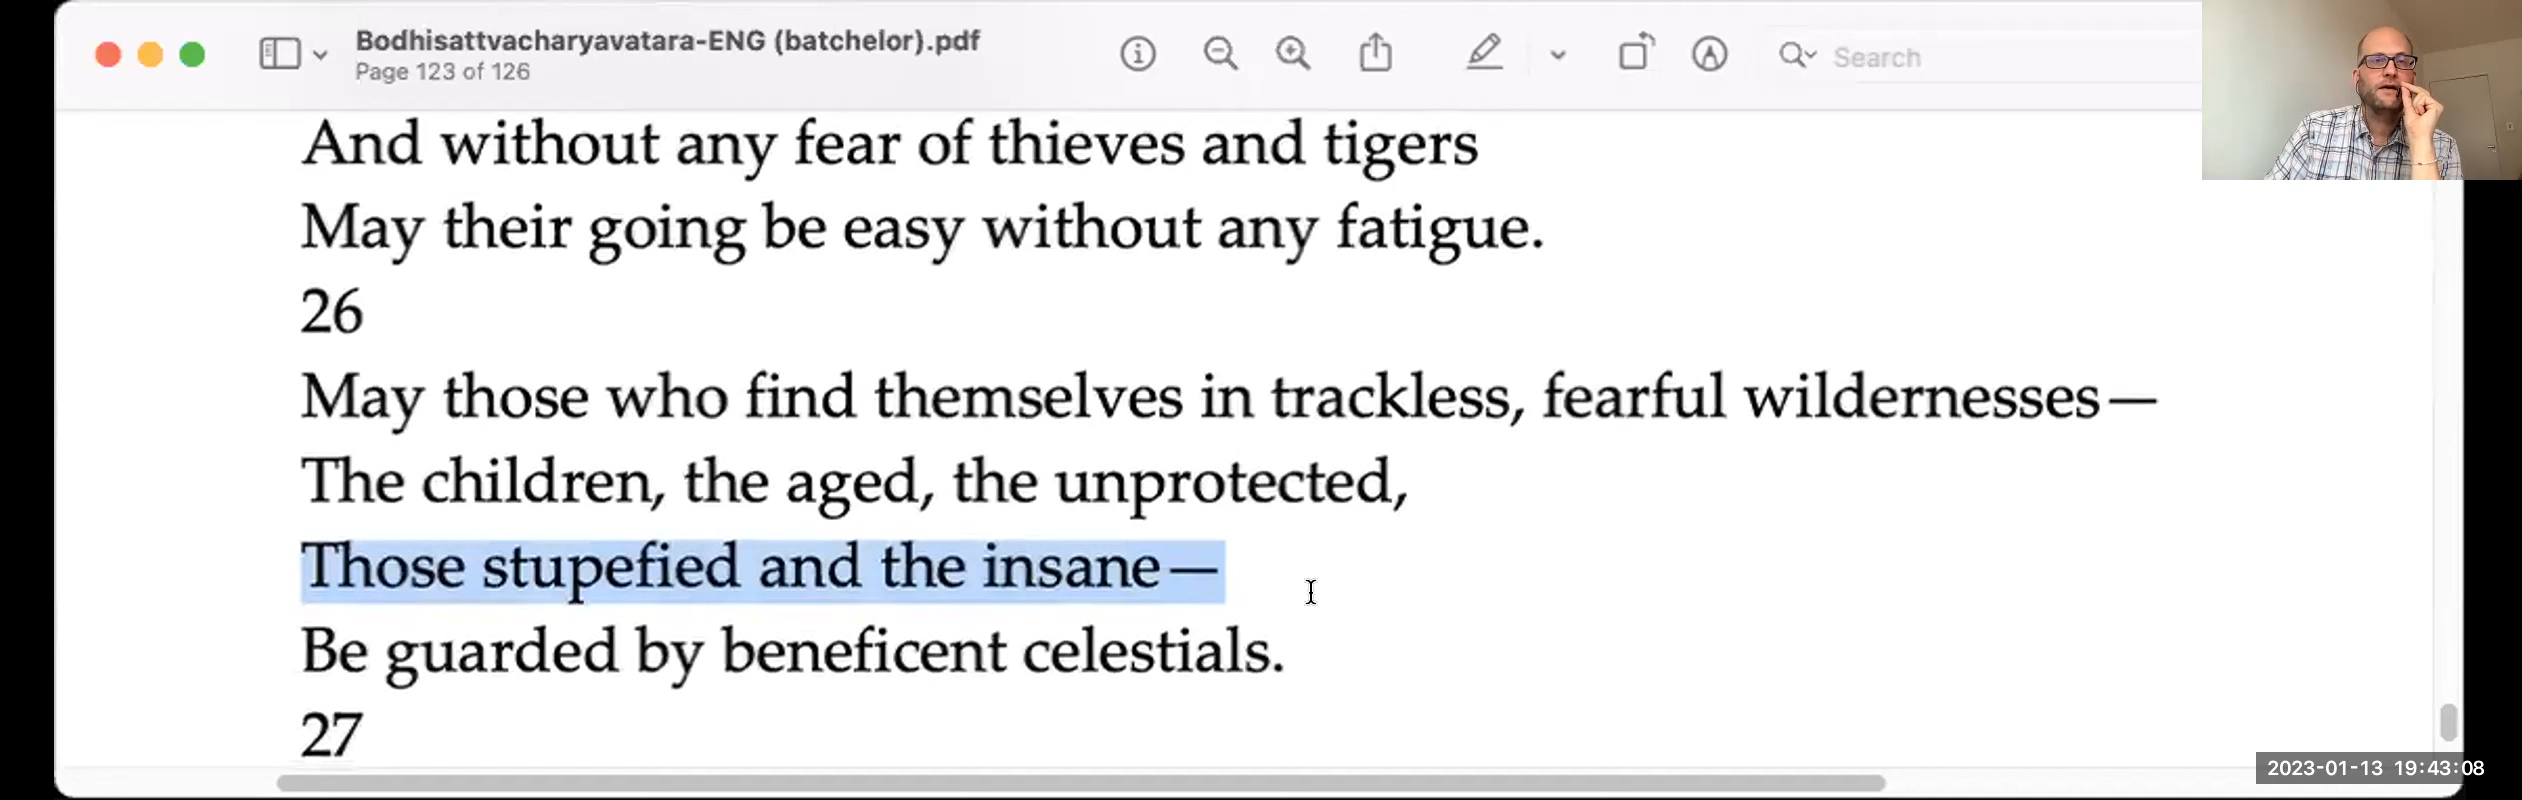 Bodhisattvacharyavatara-ENG (batchelor).pdf
Page 123 of 126
Search
And without any fear of thieves and tigers
May their going be easy without any fatigue.
26
May those who find themselves in trackless, fearful wildernesses—
The children, the aged, the unprotected,
Those stupefied and the insane—
Be guarded by beneficent celestials.
27
2023-01-13 19:43:08